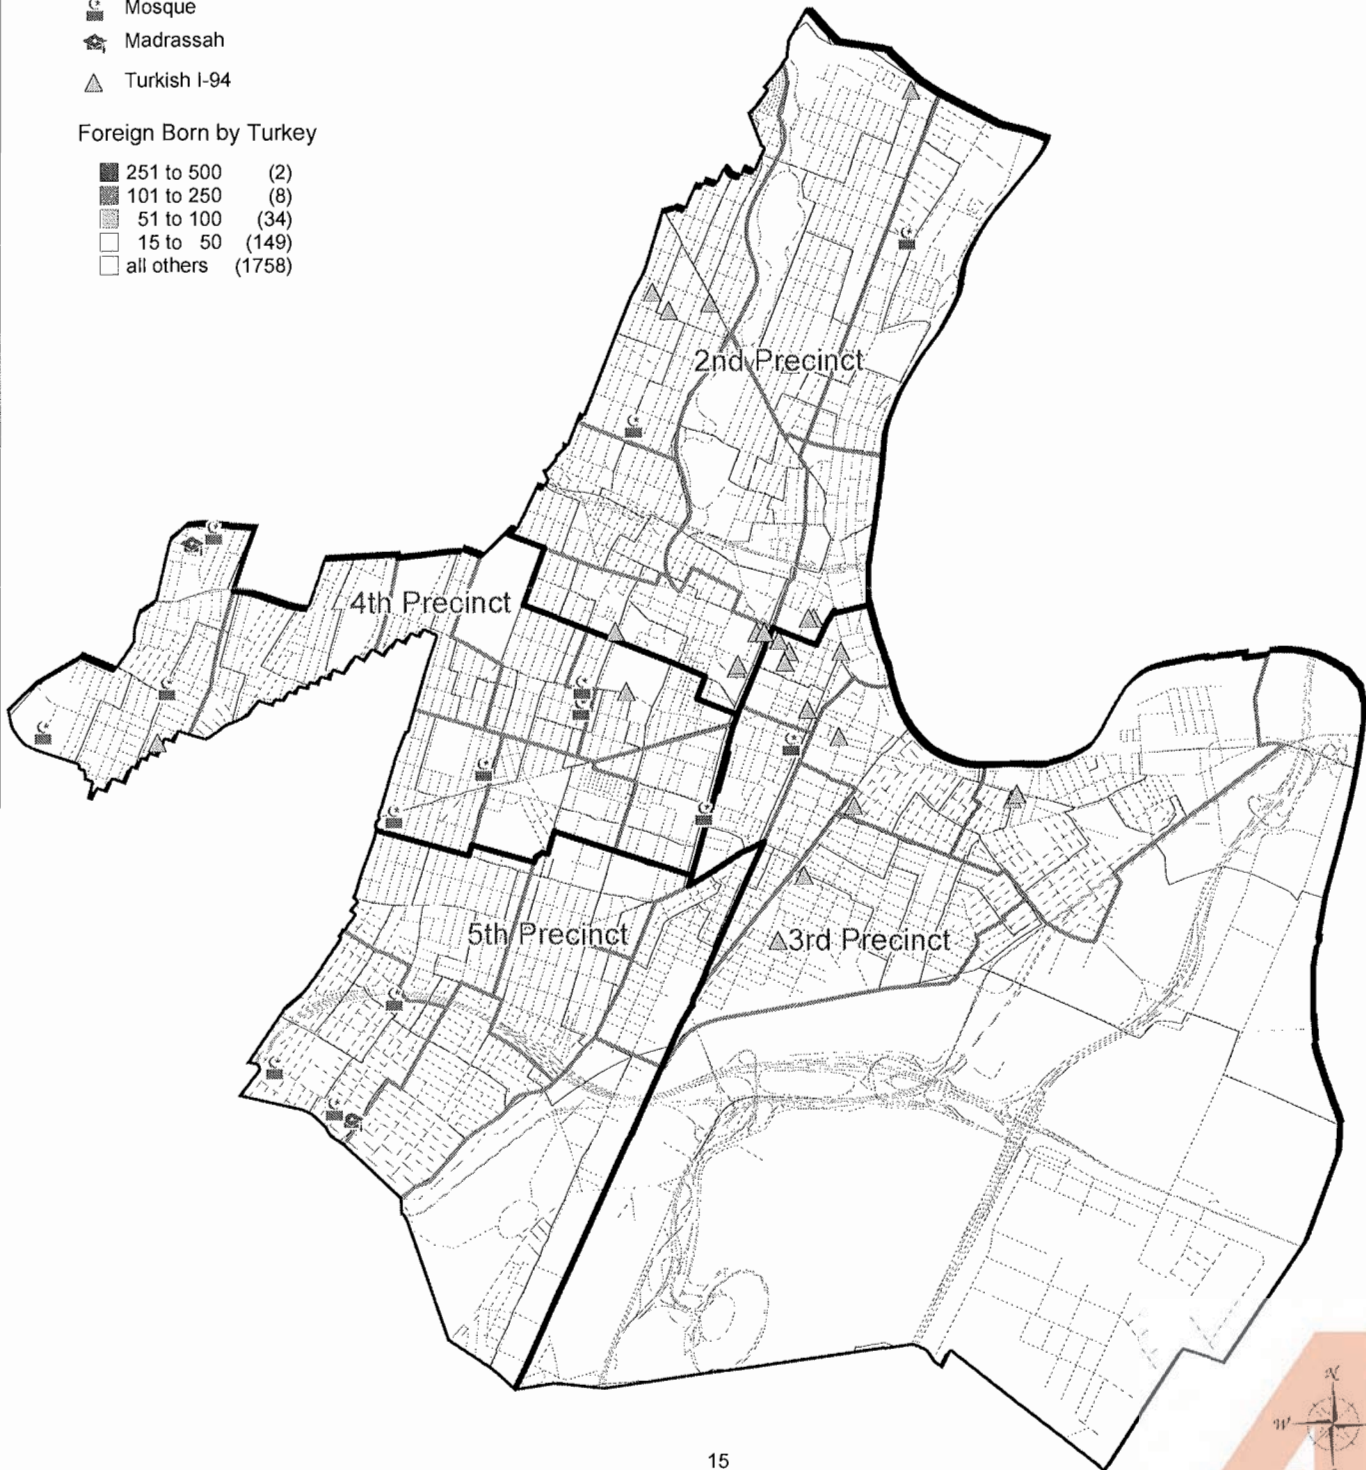 Mosque
Madrassah
Turkish I-94
Foreign Born by Turkey
251 to 500 (2)
101 to 250 (8)
51 to 100 (34)
15 to 50 (149)
all others (1758)
2nd Precinct
4th Precinct
5th Precinct
3rd Precinct
N
W
15